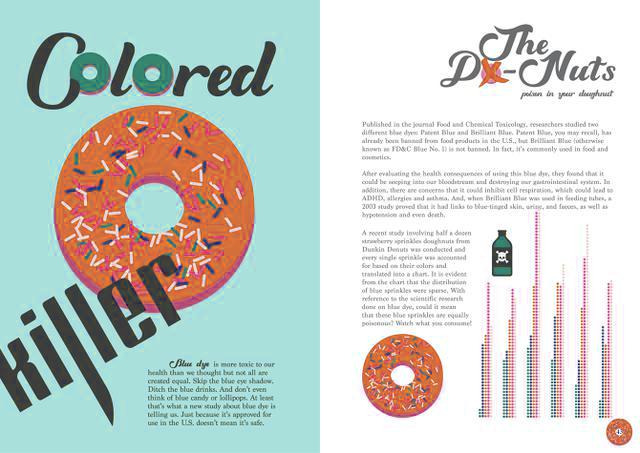 Colored
killer
Blue dye is more toxic to our
health than we thought but not all are
created equal. Skip the blue eye shadow.
Ditch the blue drinks. And don't even
think of blue candy or lollipops. At least
that's what a new study about blue dye is
telling us. Just because it's approved for
use in the U.S. doesn't mean it's safe.
The
Do-Nuts
poison in your doughnut
Published in the journal Food and Chemical Toxicology, researchers studied two
different blue dyes: Patent Blue and Brilliant Blue. Patent Blue, you may recall, has
already been banned from food products in the U.S., but Brilliant Blue (otherwise
known as FD&C Blue No. 1) is not banned. In fact, it's commonly used in food and
cosmetics.
After evaluating the health consequences of using this blue dye, they found that it
could be seeping into our bloodstream and destroying our gastrointestinal system. In
addition, there are concerns that it could inhibit cell respiration, which could lead to
ADHD, allergies and asthma. And, when Brilliant Blue was used in feeding tubes, a
2003 study proved that it had links to blue-tinged skin, urine, and faeces, as well as
hypotension and even death.
A recent study involving half a dozen
strawberry sprinkles doughnuts from
Dunkin Donuts was conducted and
every single sprinkle was accounted
for based on their colors and
translated into a chart. It is evident
from the chart that the distribution
of blue sprinkles were sparse. With
reference to the scientific research
done on blue dye, could it mean
that these blue sprinkles are equally
poisonous? Watch what you consume!